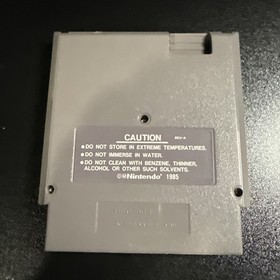 CAUTION REV-A
•DO NOT STORE IN EXTREME TEMPERATURES.
•DO NOT IMMERSE IN WATER.
•DO NOT CLEAN WITH BENZENE, THINNER,
ALCOHOL OR OTHER SUCH SOLVENTS.
©Nintendo 1985